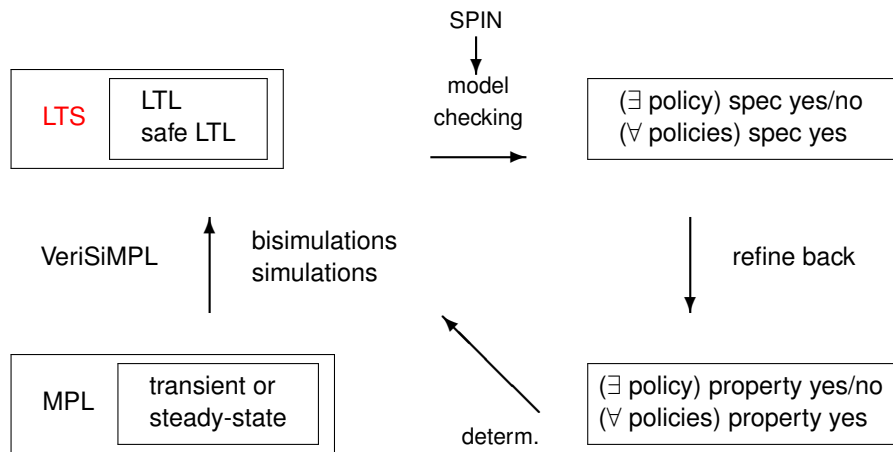 SPIN
model
checking
LTS
LTL
safe LTL
(∃ policy) spec yes/no
(∀ policies) spec yes
VeriSiMPL
bisimulations
simulations
refine back
MPL
transient or
steady-state
determ.
(∃ policy) property yes/no
(∀ policies) property yes